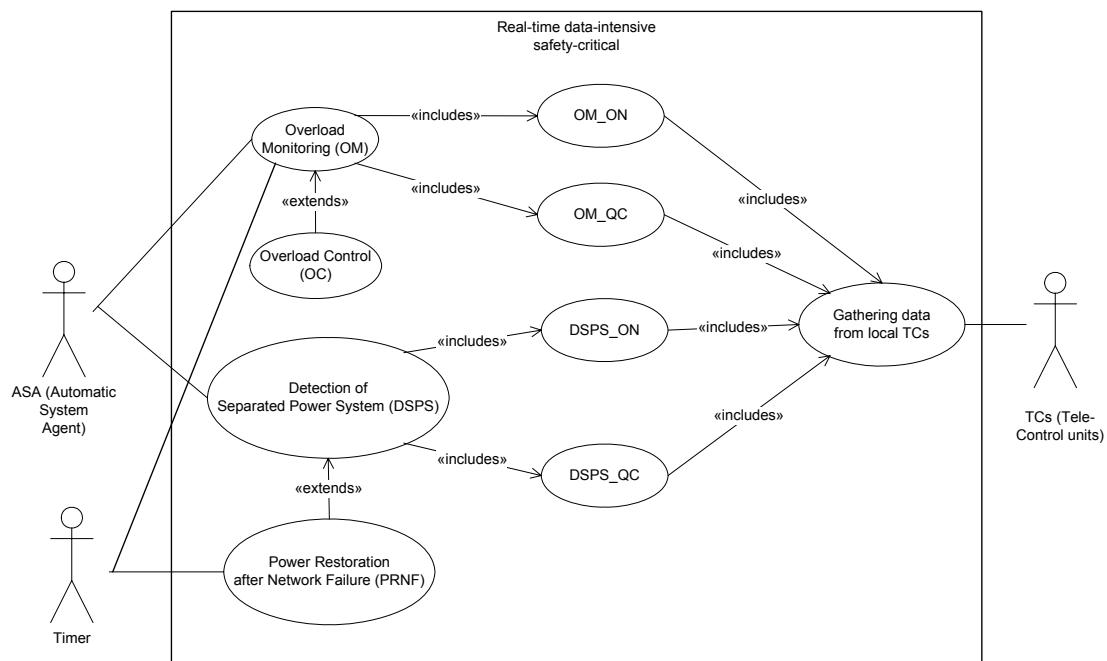 Real-time data-intensive
safety-critical
OM_ON
«includes»
Overload
Monitoring (OM)
«includes»
«includes»
«extends»
OM_QC
«includes»
Overload Control
(OC)
ASA (Automatic
System
Agent)
Gathering data
from local TCs
DSPS_ON
«includes»
«includes»
TCs (Tele-
Control units)
Detection of
Separated Power System (DSPS)
«includes»
«includes»
DSPS_QC
«extends»
Power Restoration
after Network Failure (PRNF)
Timer